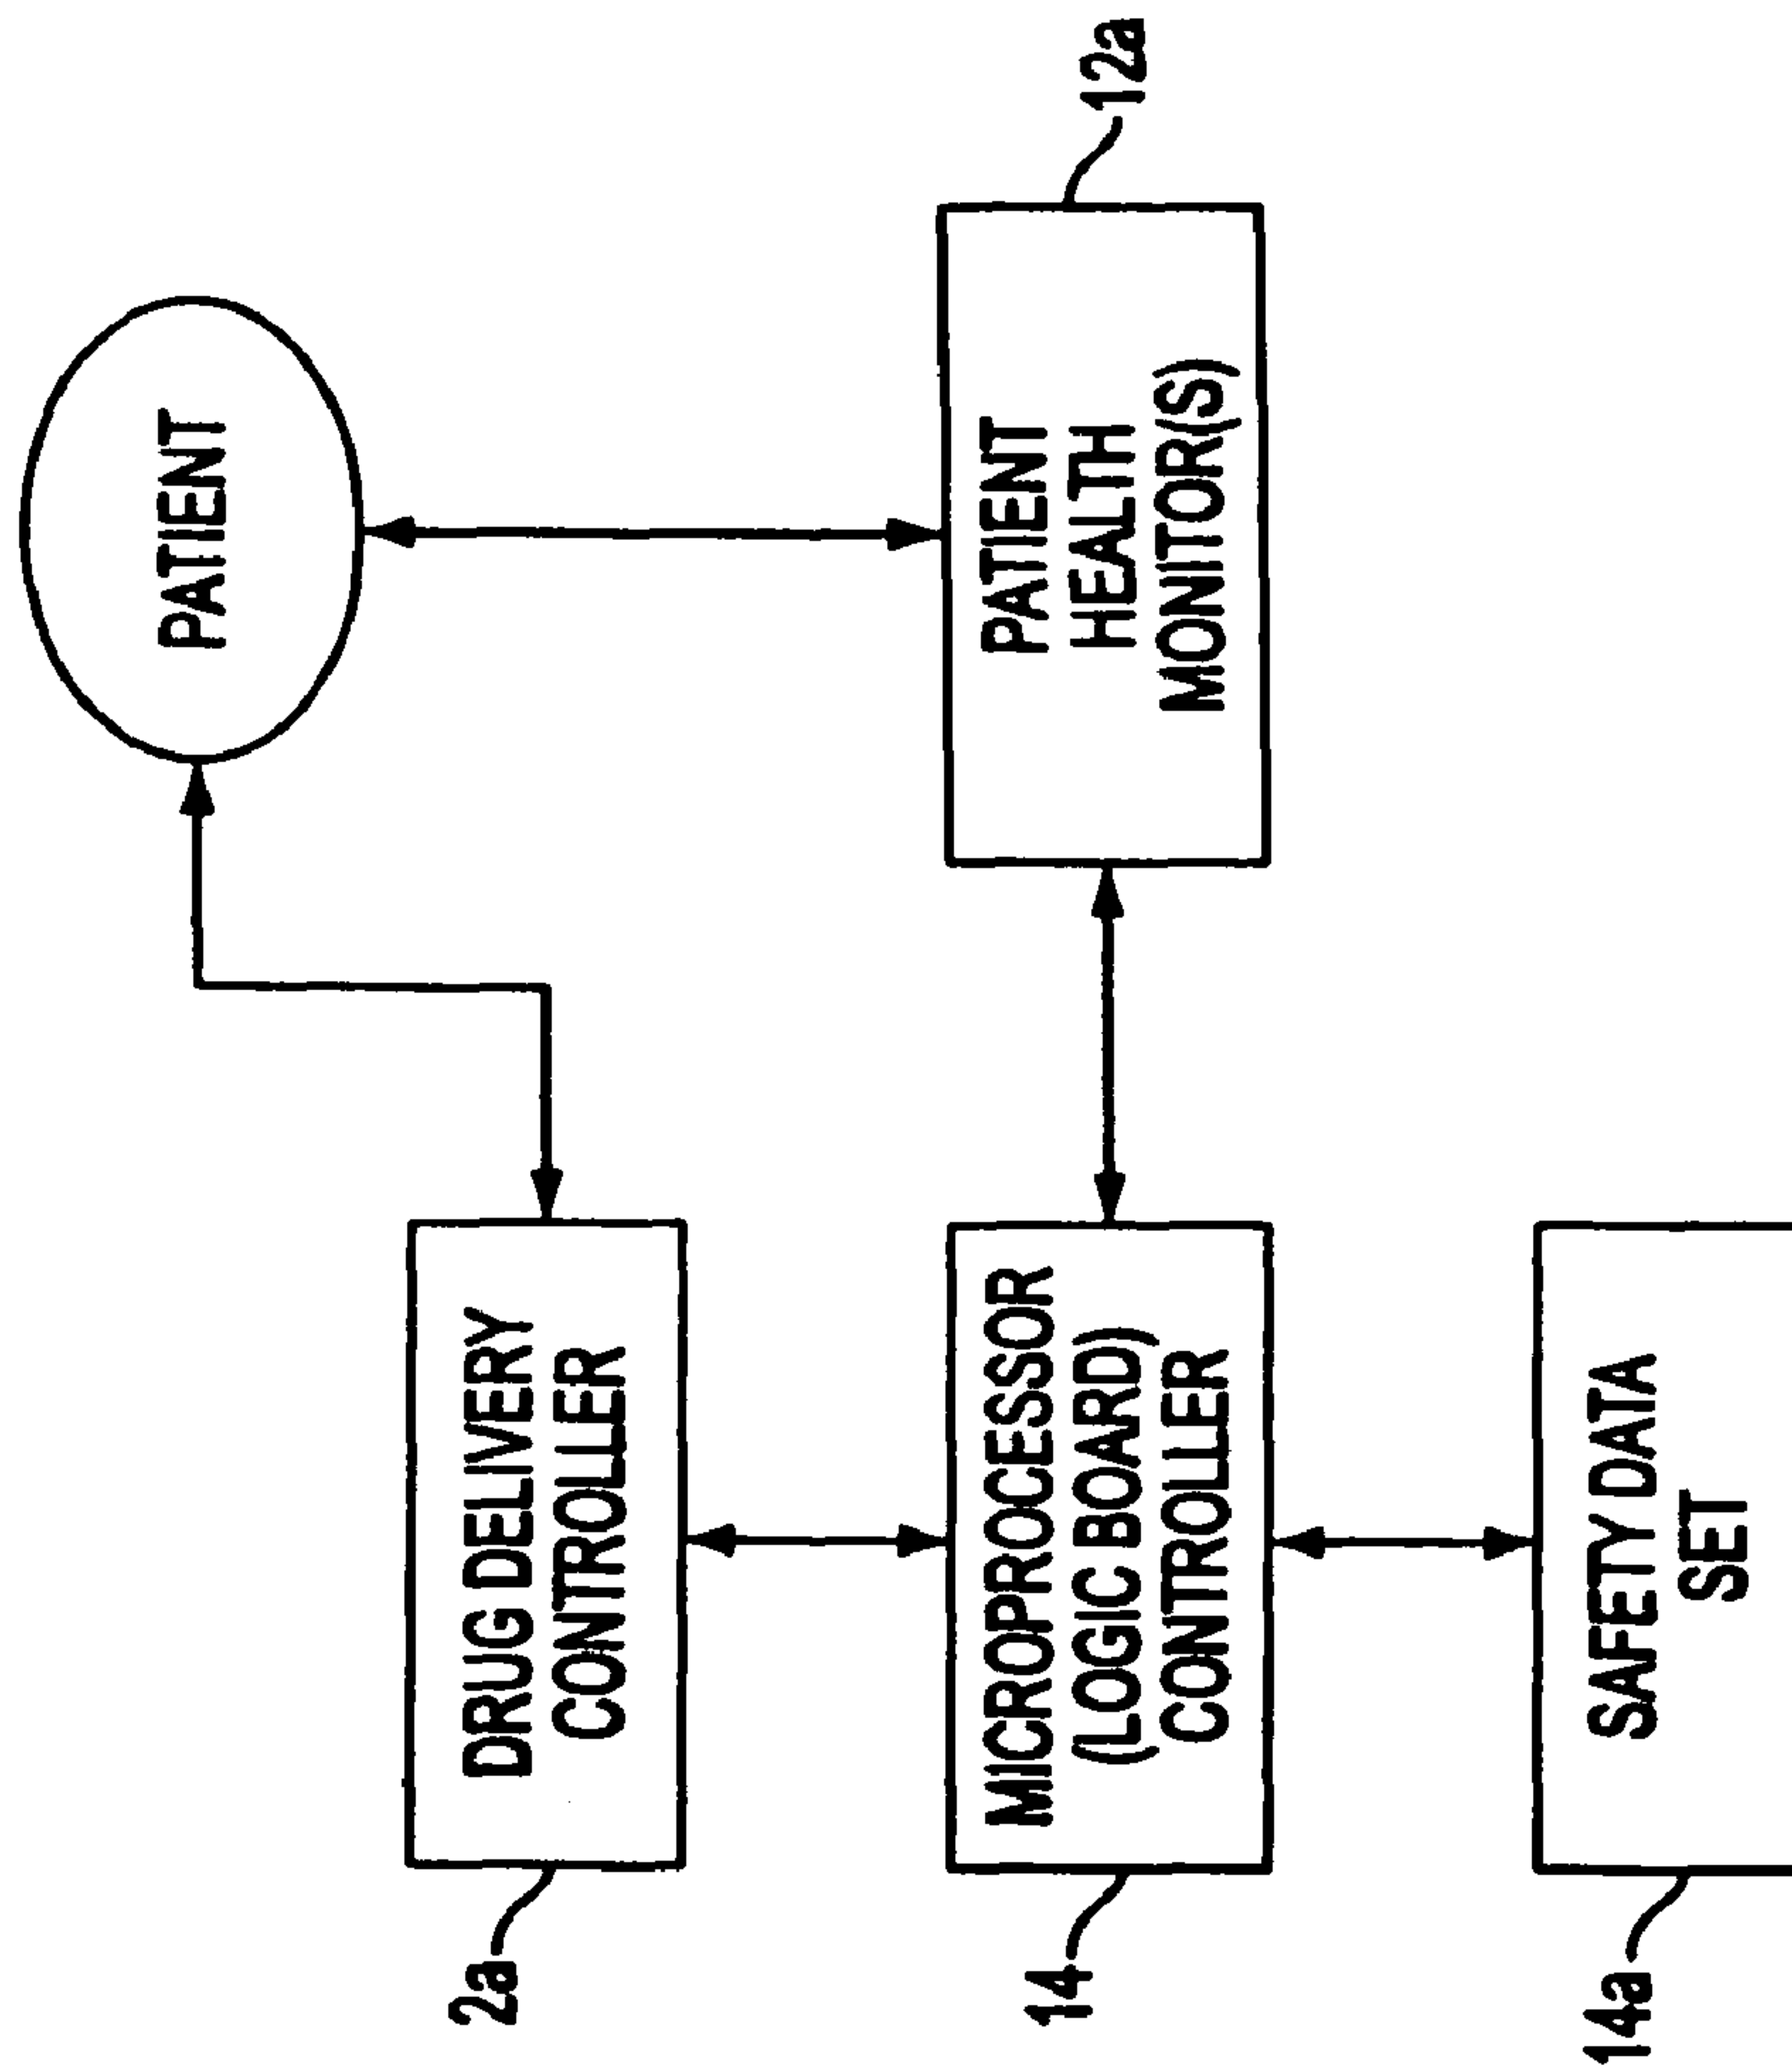 PATIENT
2a
DRUG DELIVERY
CONTROLLER
14
MICROPROCESSOR
(LOGIC BOARD)
CONTROLLER
PATIENT
HEALTH
MONITOR(S)
12a
14a
SAFETY DATA
SET